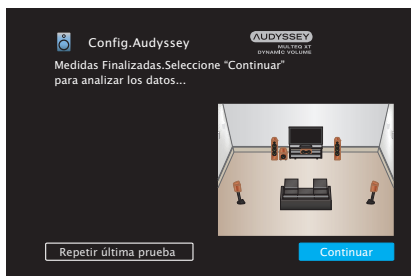 Config.Audyssey
AUDYSSEY
MULTEQ XT
DYNAMIC VOLUME
Medidas Finalizadas.Seleccione “Continuar”
para analizar los datos...
Repetir última prueba
Continuar